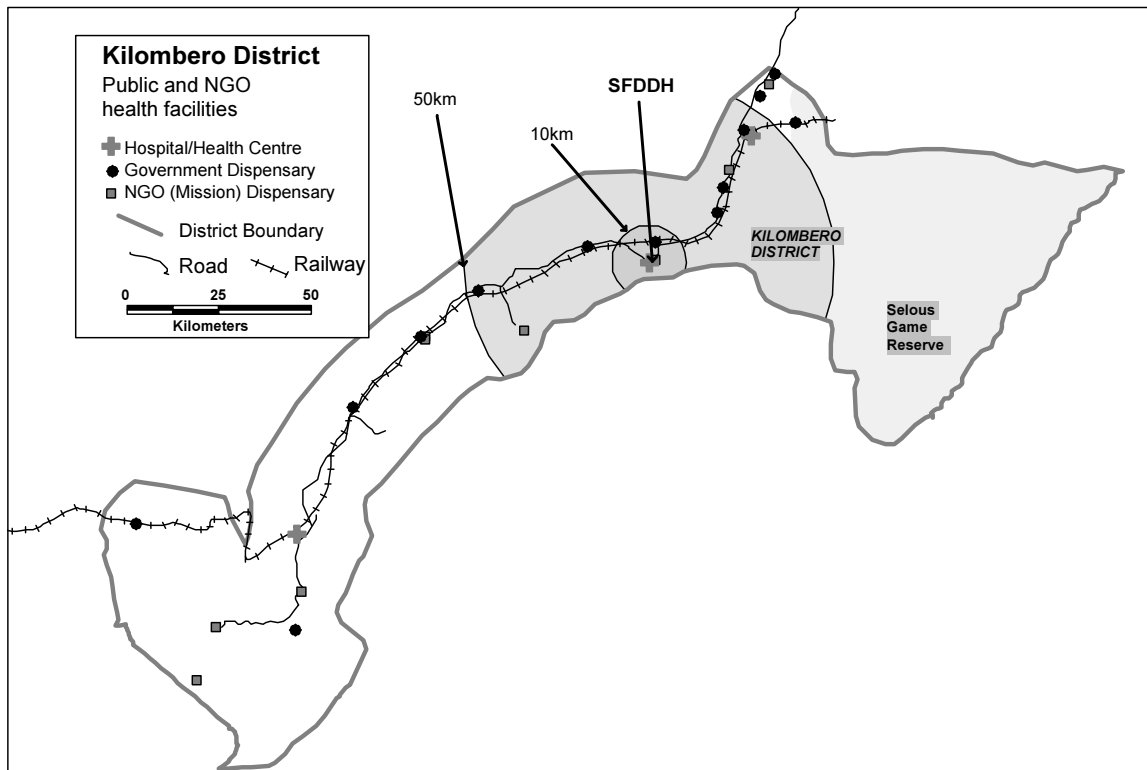 Kilombero District
Public and NGO
health facilities
Hospital/Health Centre
Government Dispensary
NGO (Mission) Dispensary
District Boundary
Road
Railway
0 25 50
Kilometers
50km
10km
SFDDH
KILOMBERO
DISTRICT
Selous
Game
Reserve